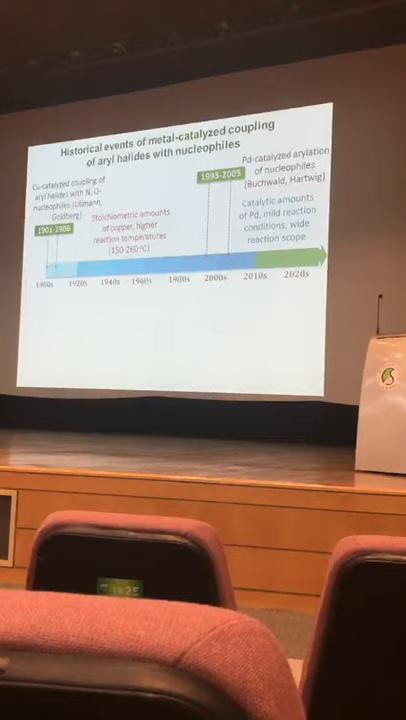 Historical events of metal-catalyzed coupling
of aryl halides with nucleophiles
Cu-catalyzed coupling of
aryl halides with N, O-
nucleophiles (Ullmann,
Goldberg)
1901-1906
Stoichiometric amounts
of copper, higher
reaction temperatures
(150-260°C)
1995-2005
Pd-catalyzed arylation
of nucleophiles
(Buchwald, Hartwig)
Catalytic amounts
of Pd, mild reaction
conditions, wide
reaction scope
1900s 1920s 1940s 1960s 1980s 2000s 2010s 2020s